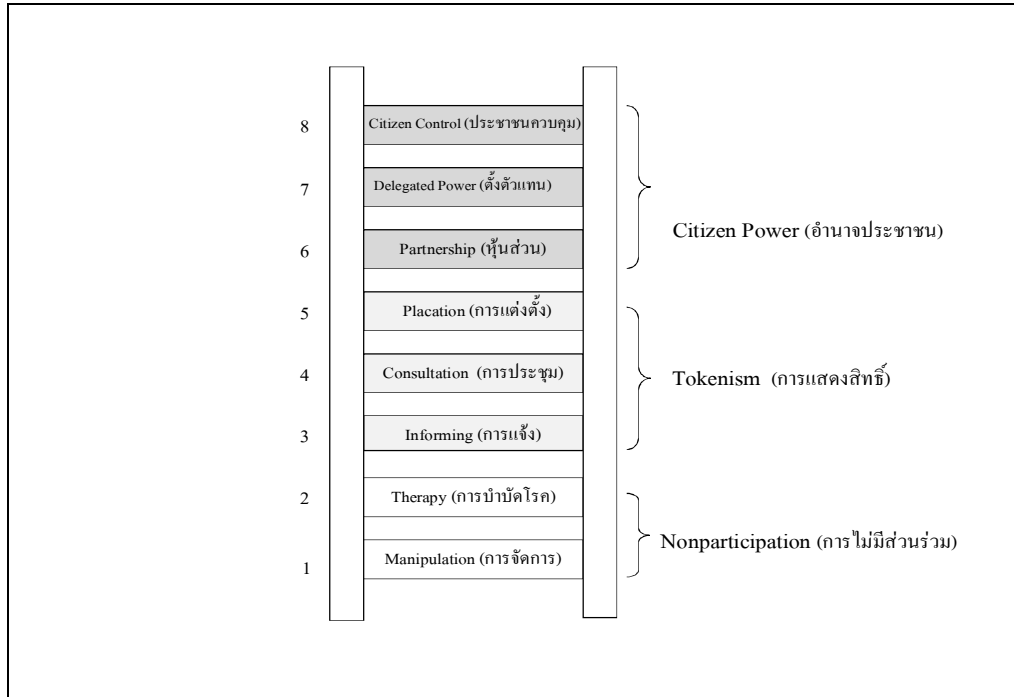 8 Citizen Control (ประชาชนควบคุม)
7 Delegated Power (ตั้งตัวแทน)
6 Partnership (หุ้นส่วน)
Citizen Power (อำนาจประชาชน)
5 Placation (การแต่งตั้ง)
4 Consultation (การประชุม)
3 Informing (การแจ้ง)
Tokenism (การแสดงสิทธิ์)
2 Therapy (การบำบัดโรค)
1 Manipulation (การจัดการ)
Nonparticipation (การไม่มีส่วนร่วม)